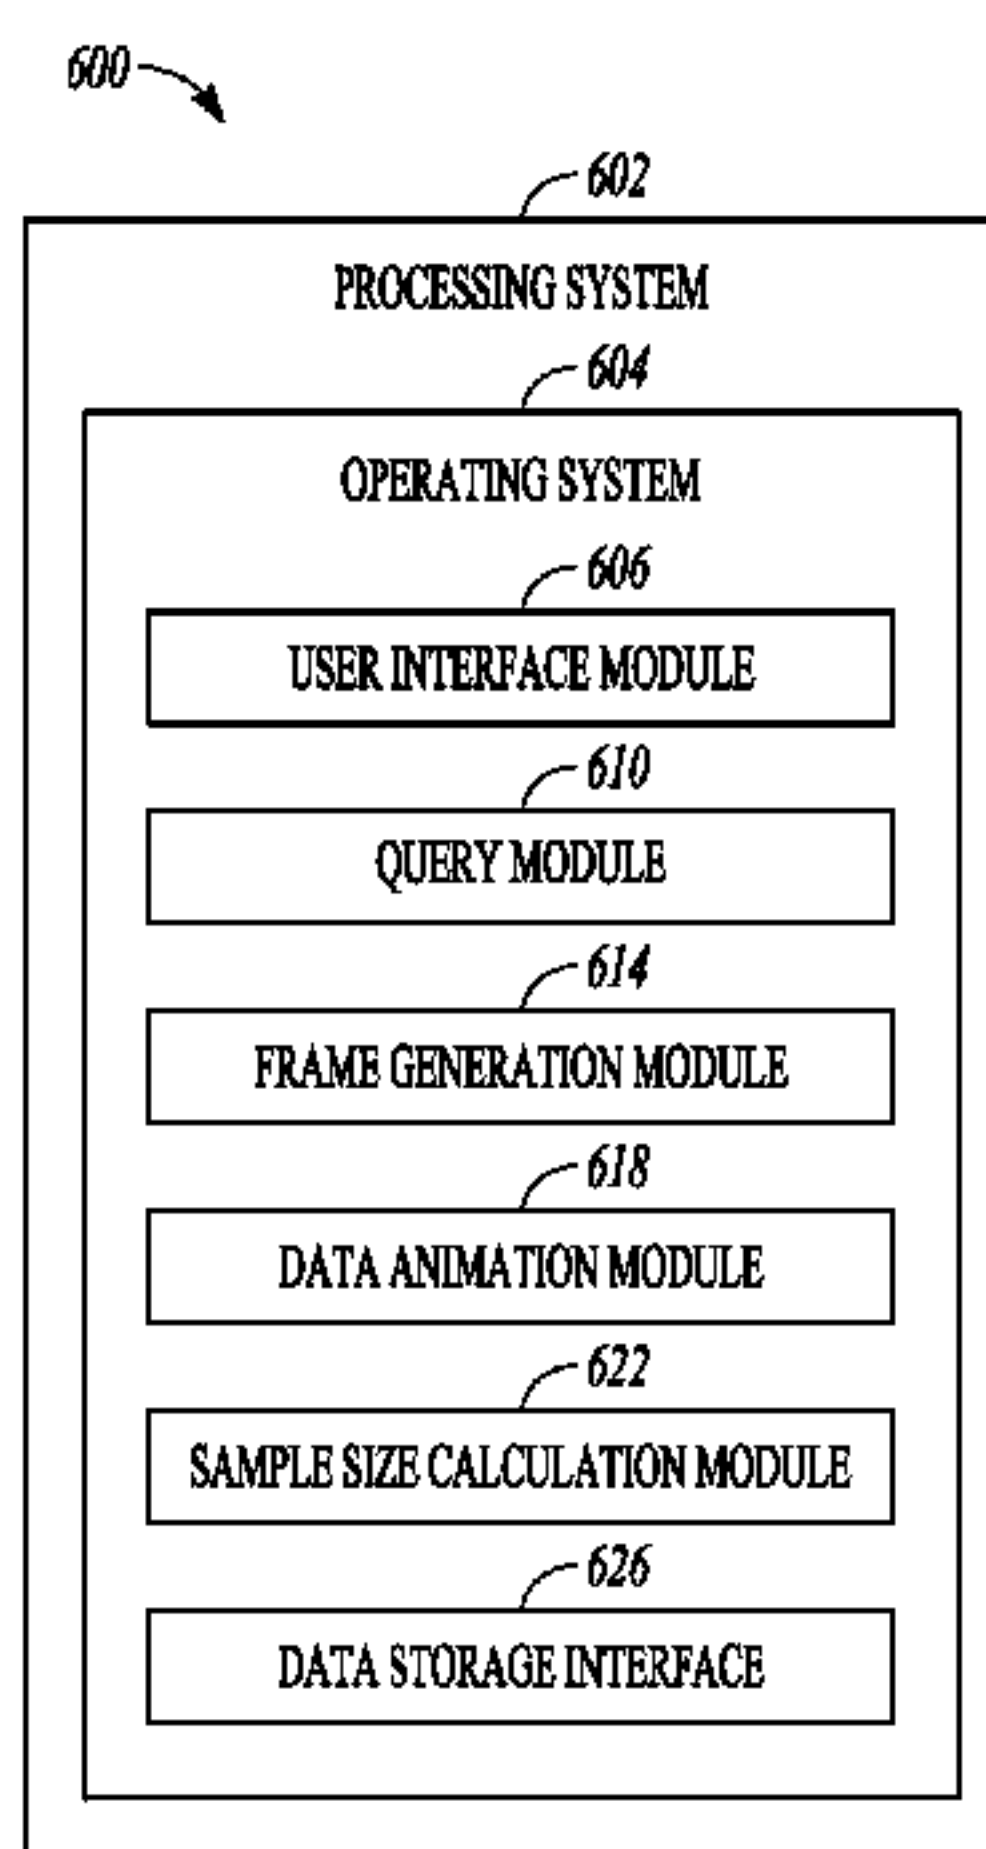 600
602
PROCESSING SYSTEM
604
OPERATING SYSTEM
606
USER INTERFACE MODULE
610
QUERY MODULE
614
FRAME GENERATION MODULE
618
DATA ANIMATION MODULE
622
SAMPLE SIZE CALCULATION MODULE
626
DATA STORAGE INTERFACE